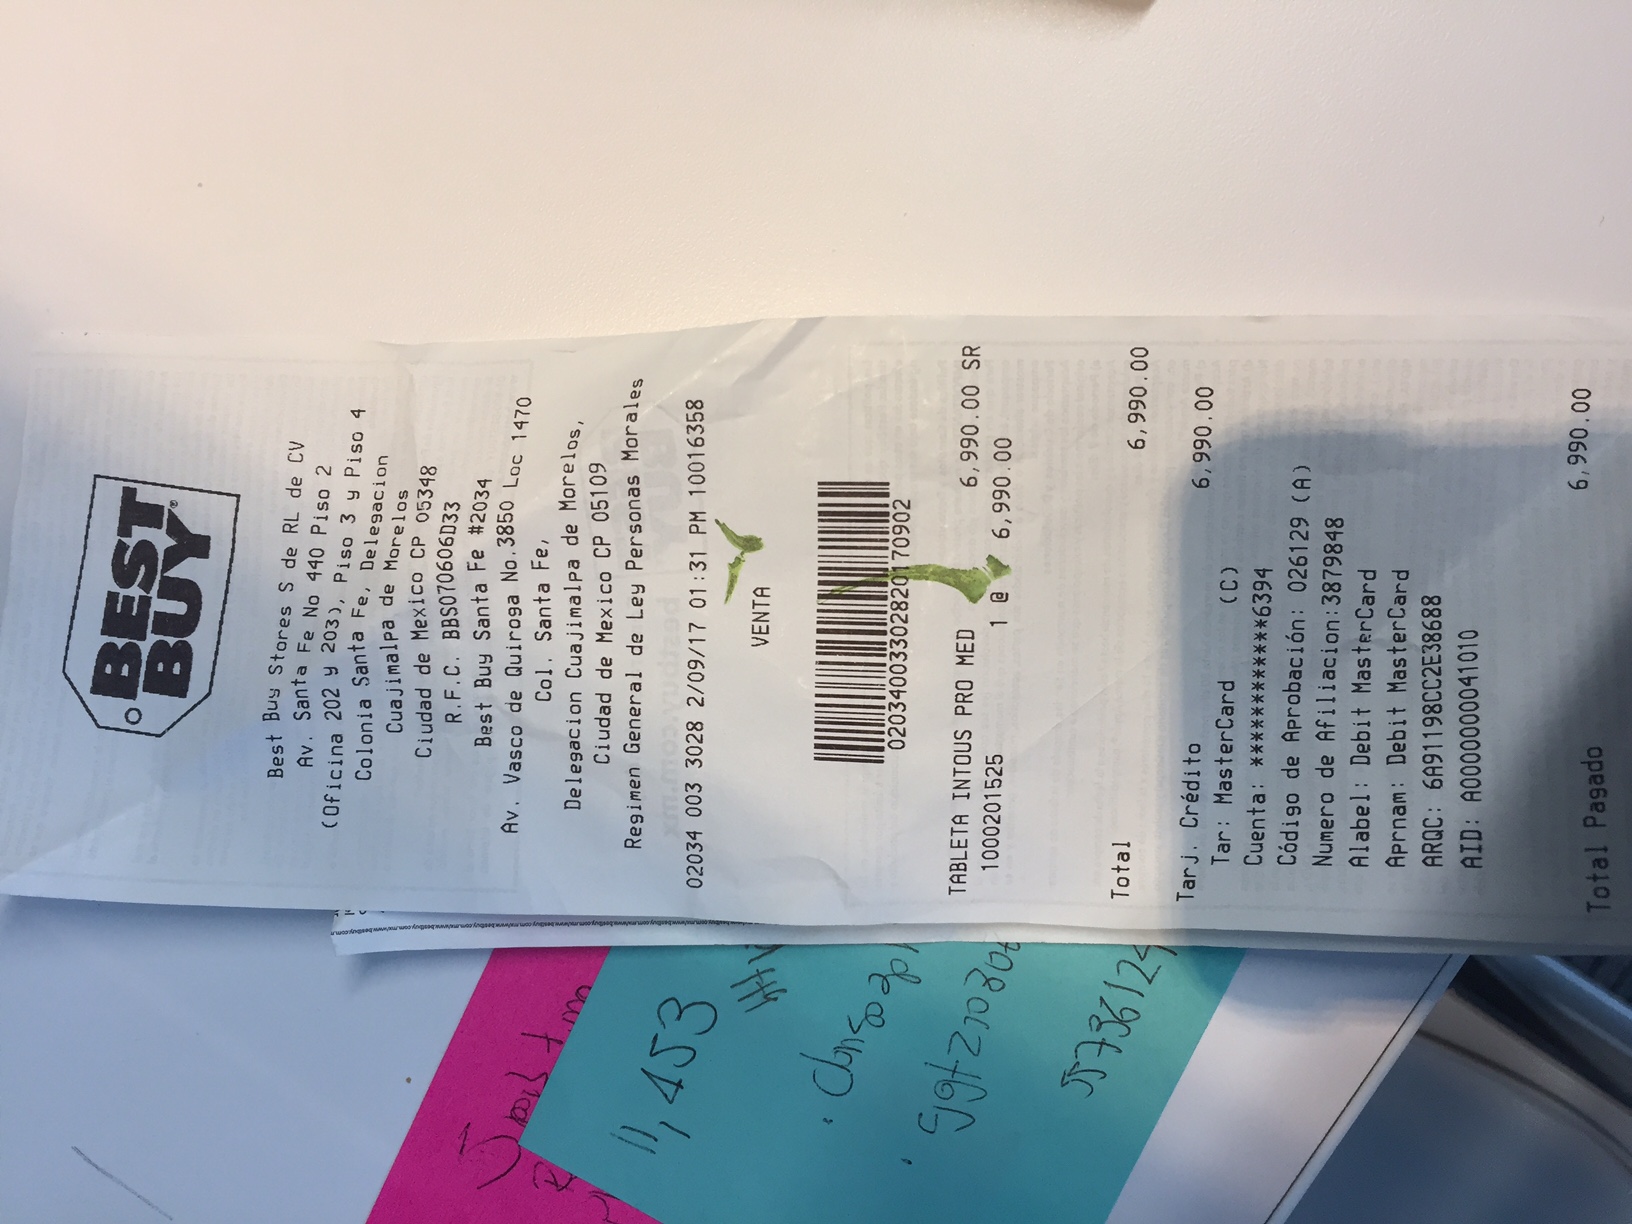 BEST
BUY
Best Buy Stores S de RL de CV
Av. Santa Fe No 440 Piso 2
(Oficina 202 y 203), Piso 3 y Piso 4
Colonia Santa Fe, Delegacion
Cuajimalpa de Morelos
Ciudad de Mexico CP 05348
R.F.C. BBS070606D33
Best Buy Santa Fe #2034
Av. Vasco de Quiroga No.3850 Loc 1470
Col. Santa Fe,
Delegacion Cuajimalpa de Morelos,
Ciudad de Mexico CP 05109
Regimen General de Ley Personas Morales
02034 003 3028 2/09/17 01:31 PM 10016358
VENTA
02034003302820170902
TABLETA INTOUS PRO MED 6,990.00 SR
1000201525 1 @ 6,990.00
Total 6,990.00
Tarj. Crédito 6,990.00
Tar: MasterCard (C)
Cuenta: ************6394
Código de Aprobación: 026129 (A)
Numero de Afiliacion:3879848
Alabel: Debit MasterCard
Aprnam: Debit MasterCard
ARQC: 6A91198CC2E38688
AID: A0000000041010
Total Pagado 6,990.00
11,453